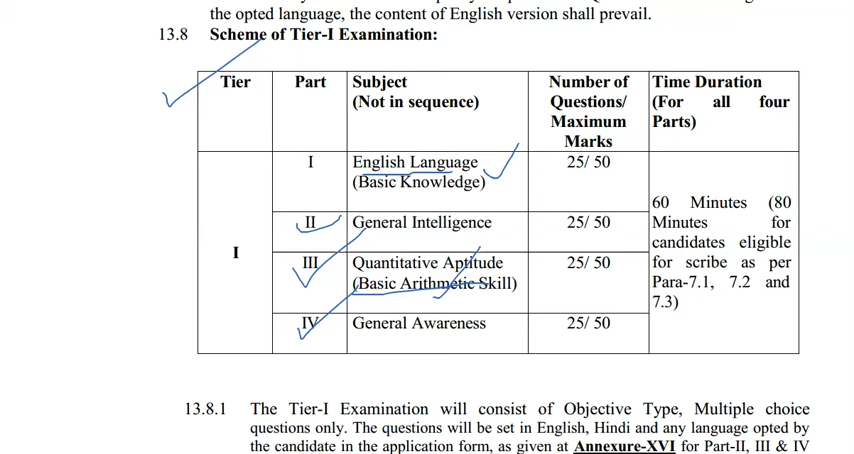 the opted language, the content of English version shall prevail.
13.8 Scheme of Tier-I Examination:
Tier Part Subject (Not in sequence) Number of Questions/ Maximum Marks Time Duration (For all four Parts)
I
I English Language (Basic Knowledge) 25/ 50
II General Intelligence 25/ 50
III Quantitative Aptitude (Basic Arithmetic Skill) 25/ 50
IV General Awareness 25/ 50
60 Minutes (80
Minutes for
candidates eligible
for scribe as per
Para-7.1, 7.2 and
7.3)
13.8.1 The Tier-I Examination will consist of Objective Type, Multiple choice
questions only. The questions will be set in English, Hindi and any language opted by
the candidate in the application form, as given at Annexure-XVI for Part-II, III & IV